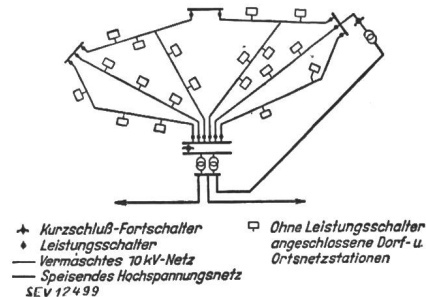 Kurzschluß-Fortschalter
Leistungsschalter
Vermaschtes 10 kV-Netz
Speisendes Hochspannungsnetz
SEV 12499
Ohne Leistungsschalter
angeschlossene Dorf- u.
Ortsnetzstationen